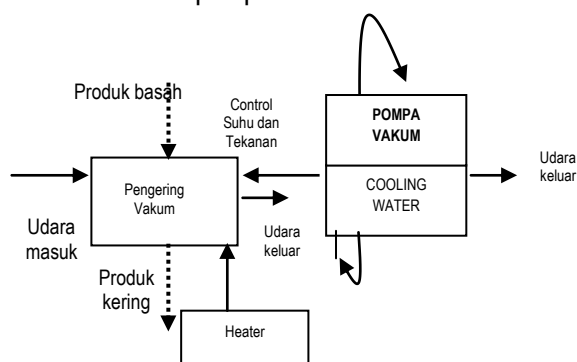 Produk basah
Control
Suhu dan
Tekanan
POMPA
VAKUM
Udara
keluar
Pengering
Vakum
COOLING
WATER
Udara
masuk
Udara
keluar
Produk
kering
Heater